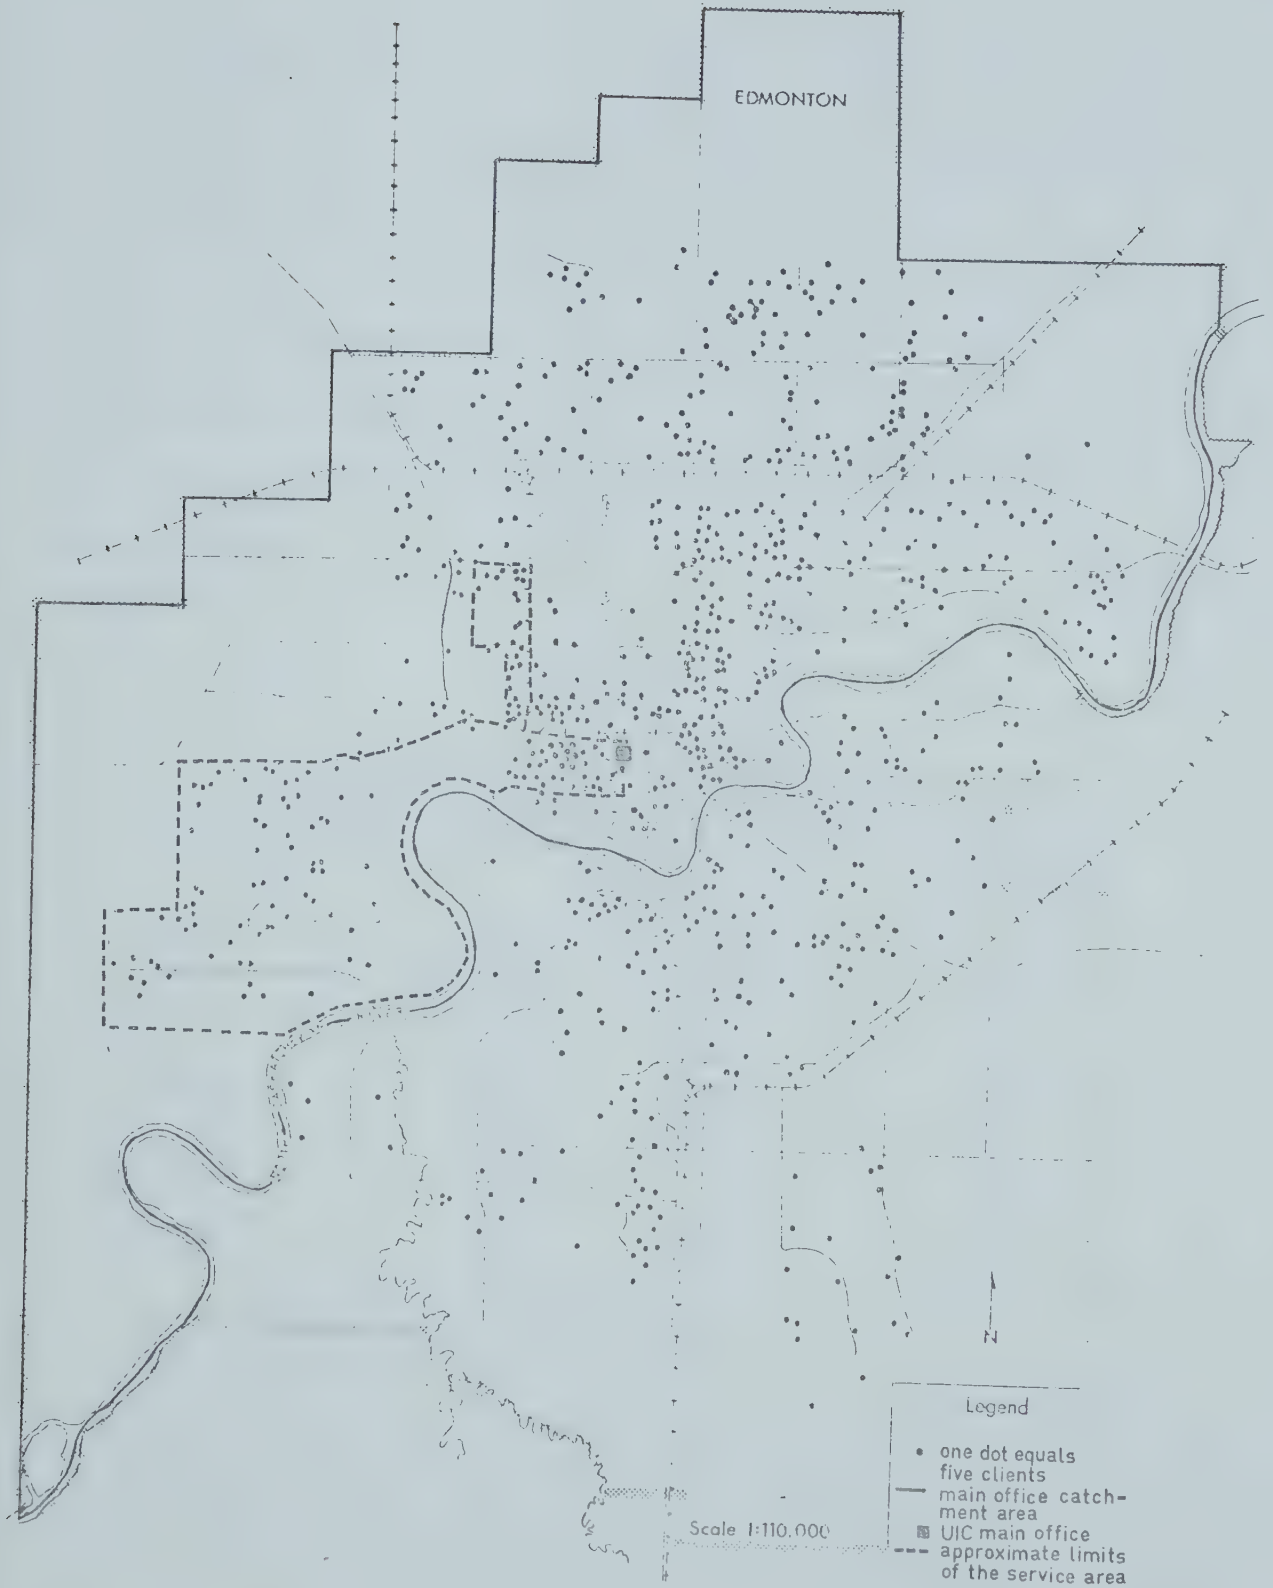 EDMONTON
N
Legend
one dot equals
five clients
main office catch-
ment area
UIC main office
approximate limits
of the service area
Scale 1:110,000